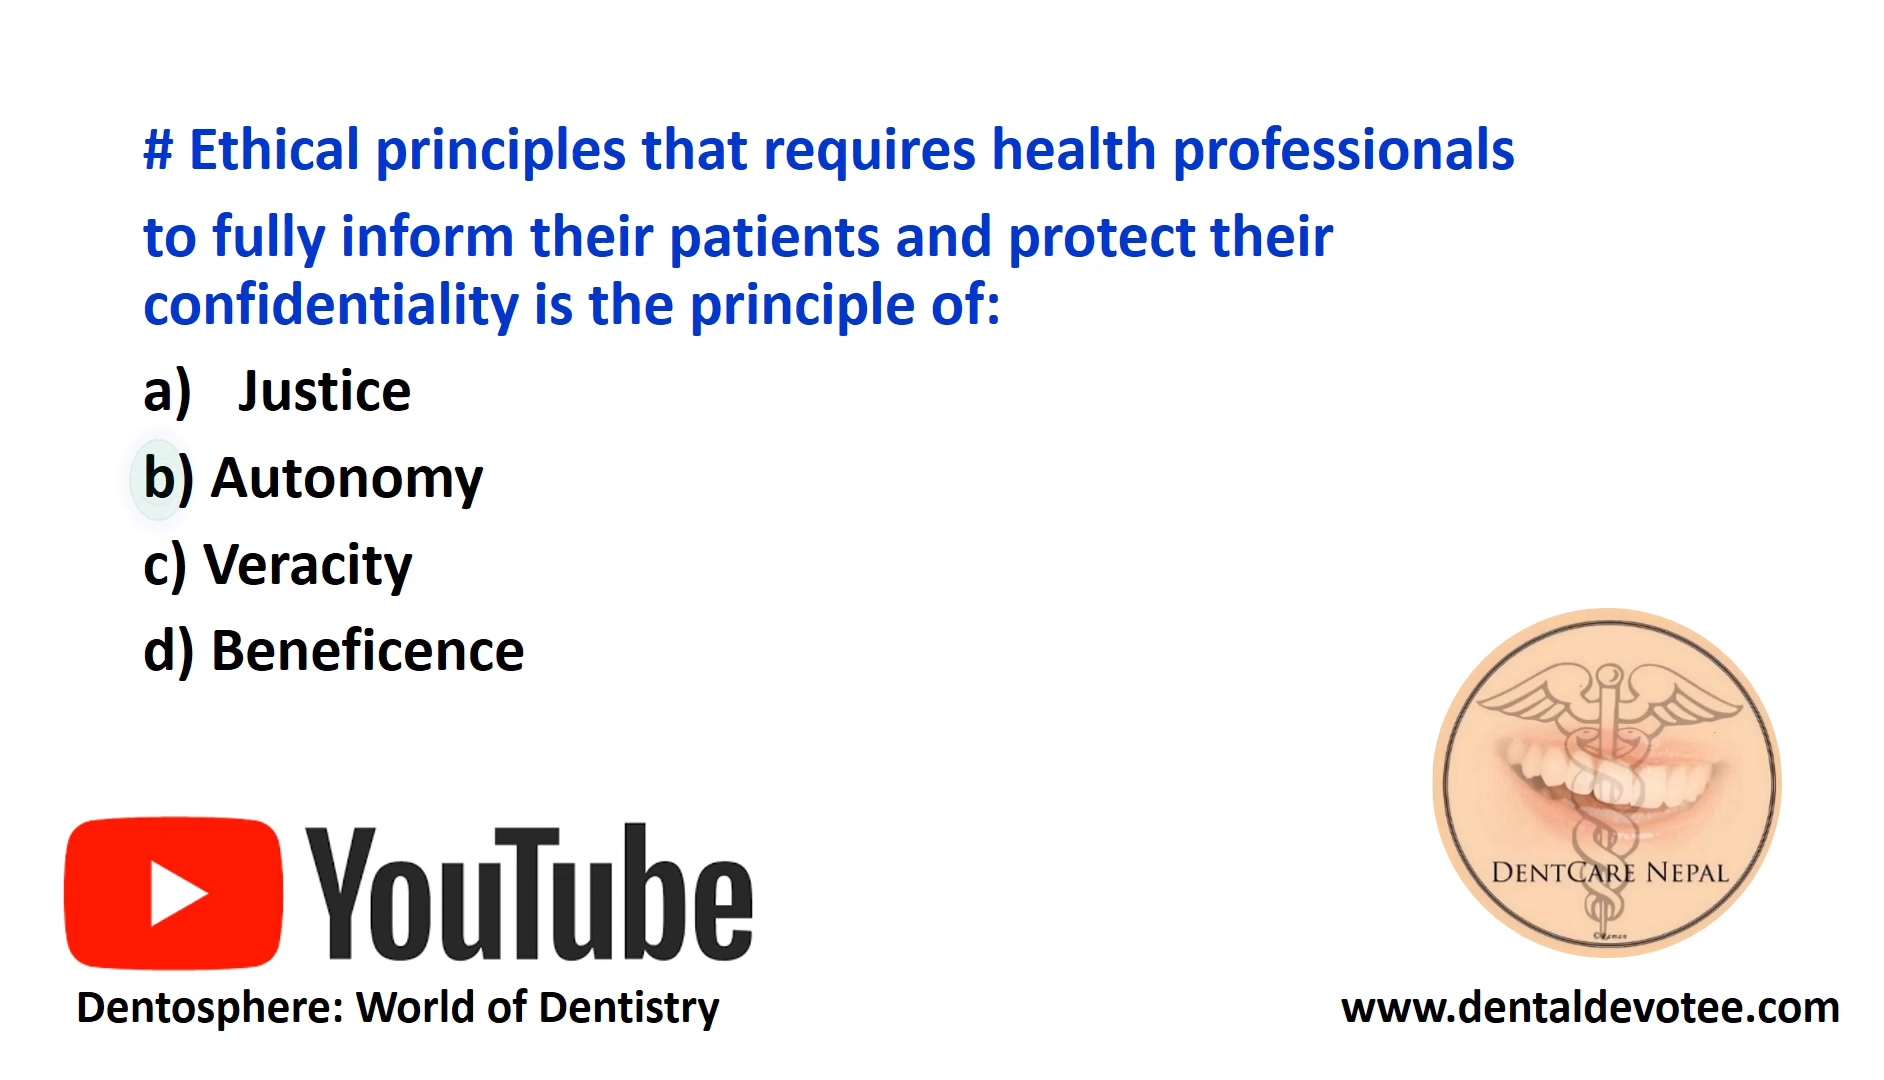 # Ethical principles that requires health professionals
to fully inform their patients and protect their
confidentiality is the principle of:
a) Justice
b) Autonomy
c) Veracity
d) Beneficence
DENTCARE NEPAL
YouTube
Dentosphere: World of Dentistry
www.dentaldevotee.com